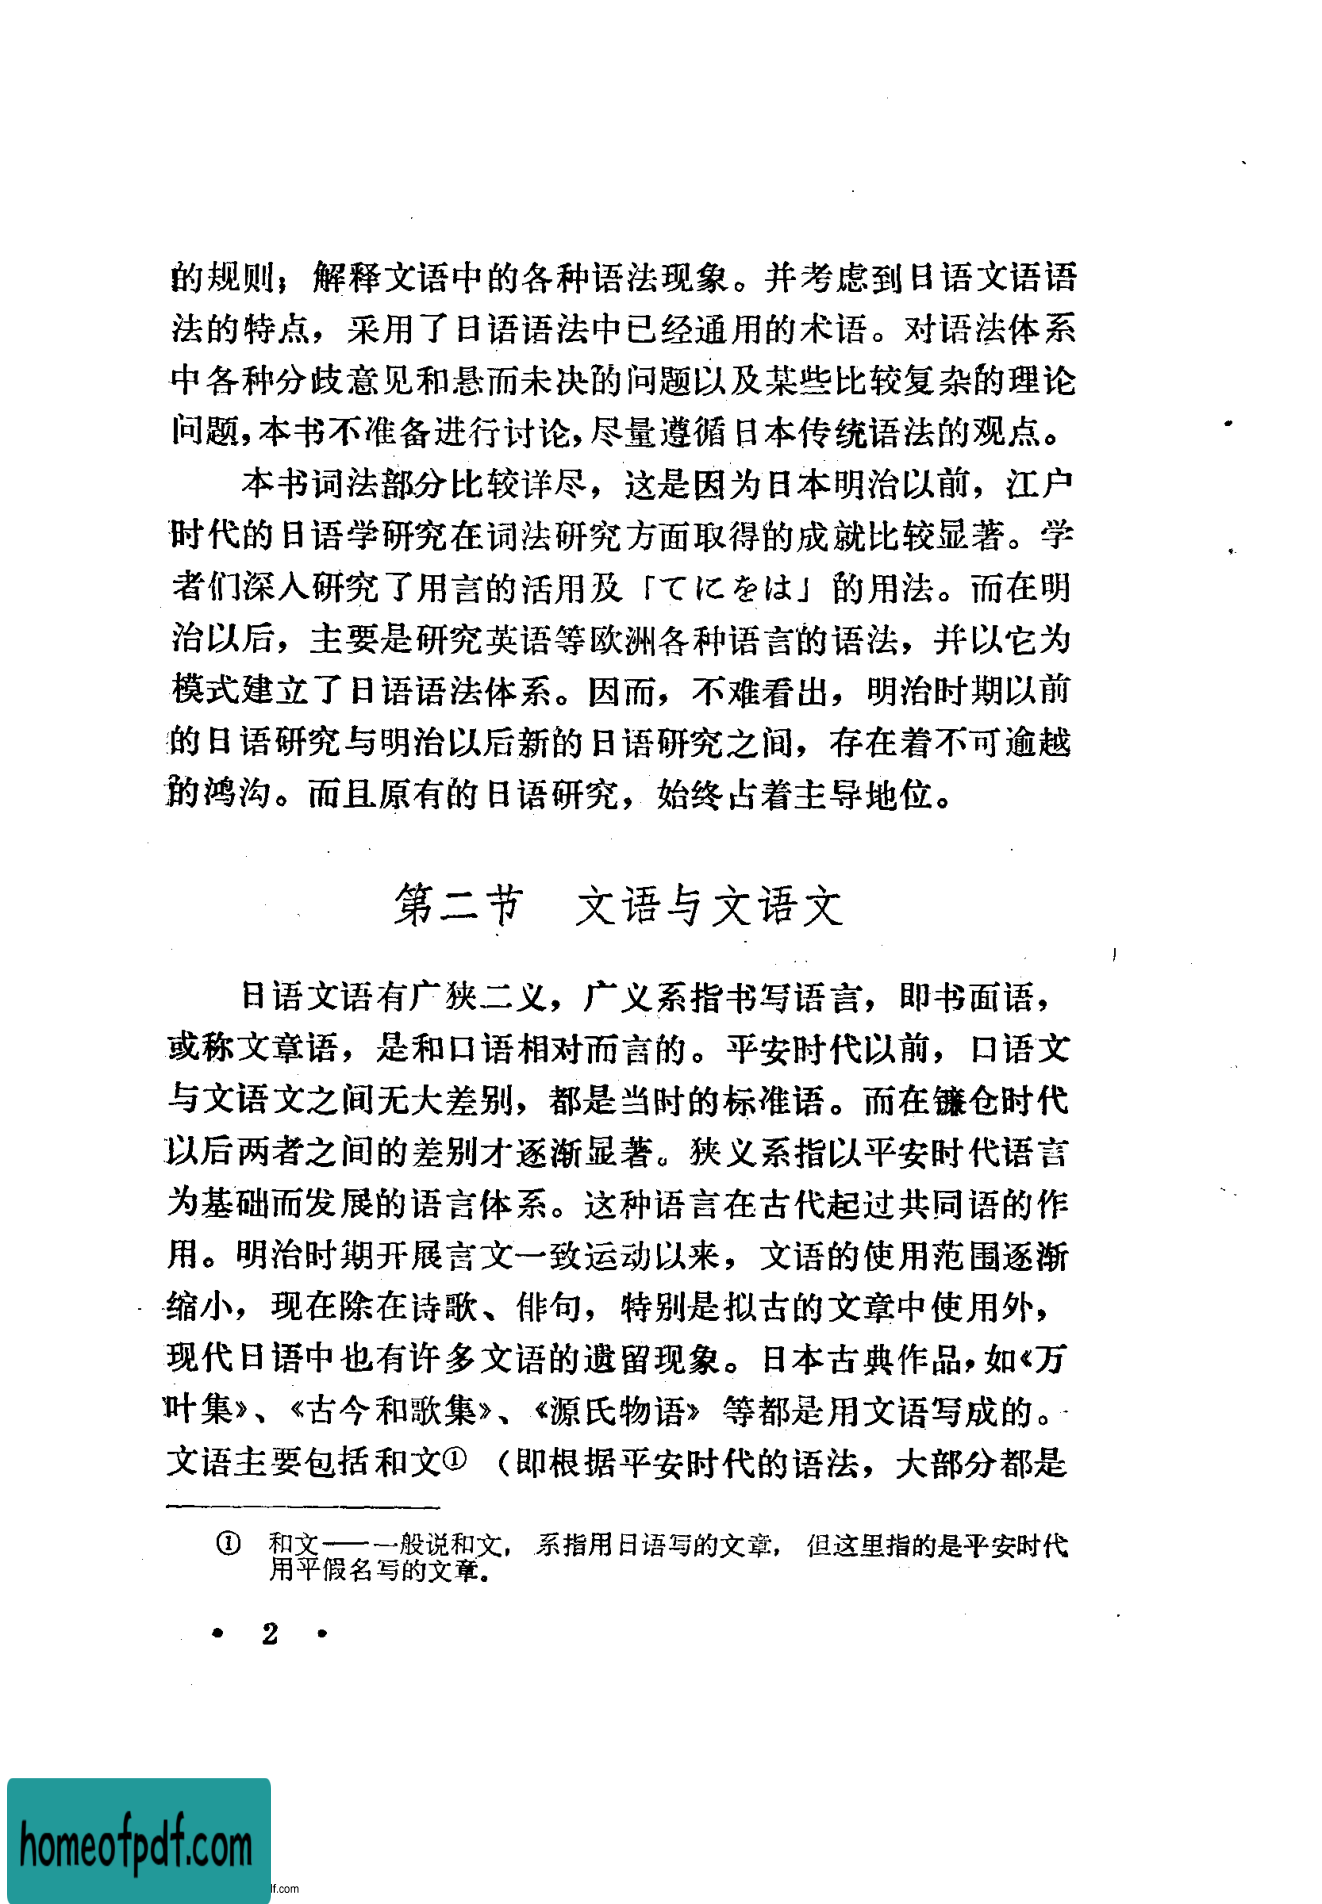 的规则；解释文语中的各种语法现象。并考虑到日语文语语
法的特点，采用了日语语法中已经通用的术语。对语法体系
中各种分歧意见和悬而未决的问题以及某些比较复杂的理论
问题，本书不准备进行讨论，尽量遵循日本传统语法的观点。
本书词法部分比较详尽，这是因为日本明治以前，江户
时代的日语学研究在词法研究方面取得的成就比较显著。学
者们深入研究了用言的活用及「てにをは」的用法。而在明
治以后，主要是研究英语等欧洲各种语言的语法，并以它为
模式建立了日语语法体系。因而，不难看出，明治时期以前
的日语研究与明治以后新的日语研究之间，存在着不可逾越
的鸿沟。而且原有的日语研究，始终占着主导地位。
第二节　文语与文语文
日语文语有广狭二义，广义系指书写语言，即书面语，
或称文章语，是和口语相对而言的。平安时代以前，口语文
与文语文之间无大差别，都是当时的标准语。而在镰仓时代
以后两者之间的差别才逐渐显著。狭义系指以平安时代语言
为基础而发展的语言体系。这种语言在古代起过共同语的作
用。明治时期开展言文一致运动以来，文语的使用范围逐渐
缩小，现在除在诗歌、俳句，特别是拟古的文章中使用外，
现代日语中也有许多文语的遗留现象。日本古典作品，如《万
叶集》、《古今和歌集》、《源氏物语》等都是用文语写成的。
文语主要包括和文①（即根据平安时代的语法，大部分都是
①　和文——一般说和文，系指用日语写的文章，但这里指的是平安时代
用平假名写的文章。
• 2 •
homeofpdf.com
lf.com